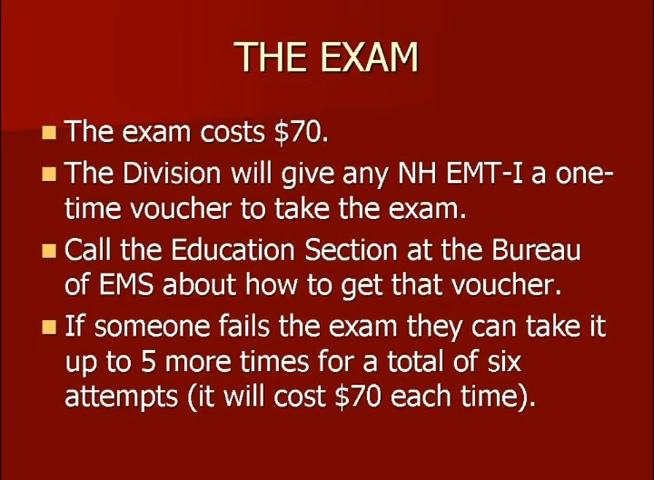 THE EXAM
The exam costs $70.
The Division will give any NH EMT-I a one-
time voucher to take the exam.
Call the Education Section at the Bureau
of EMS about how to get that voucher.
If someone fails the exam they can take it
up to 5 more times for a total of six
attempts (it will cost $70 each time).